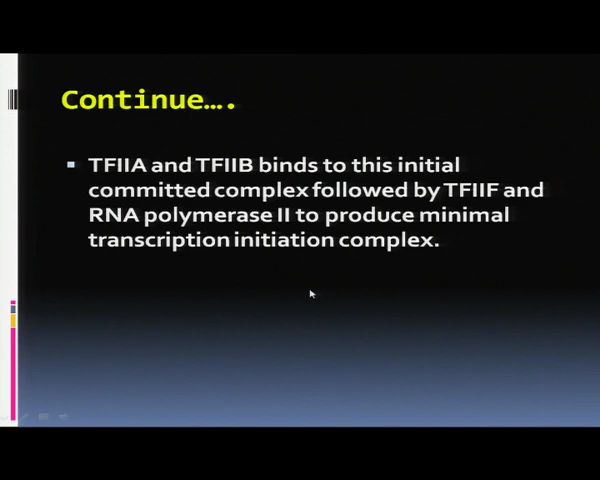 Continue….
TFIIA and TFIIB binds to this initial
committed complex followed by TFIIF and
RNA polymerase II to produce minimal
transcription initiation complex.